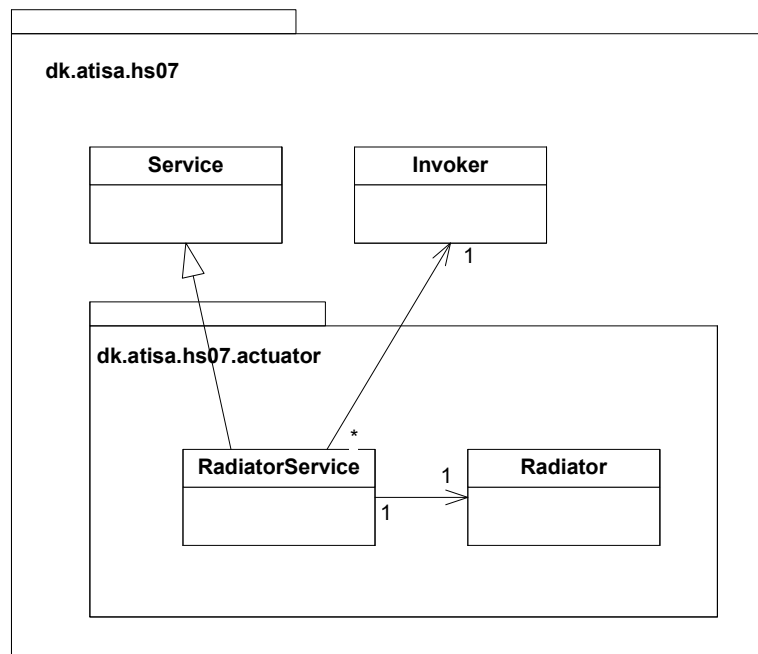 dk.atisa.hs07
Service
Invoker
1
dk.atisa.hs07.actuator
*
RadiatorService
Radiator
1
1